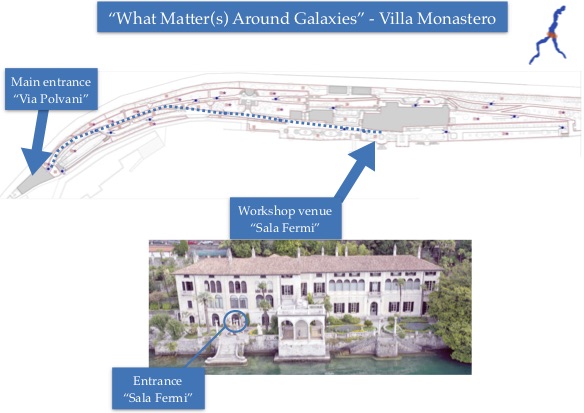 “What Matter(s) Around Galaxies” - Villa Monastero
Main entrance
“Via Polvani”
Workshop venue
“Sala Fermi”
Entrance
“Sala Fermi”